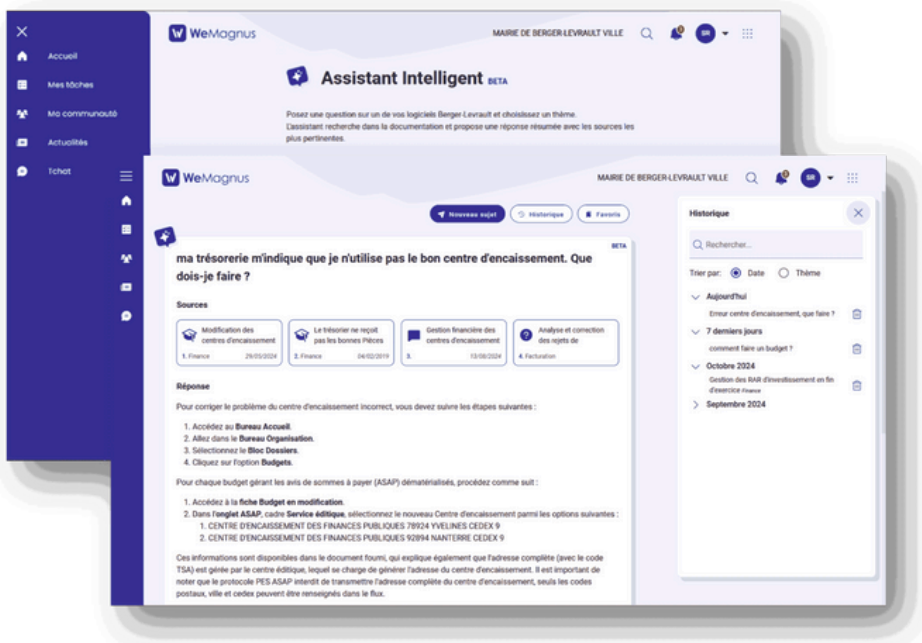 WeMagnus
MAIRIE DE BERGER-LEVRAULT VILLE
SR
Accueil
Mes tâches
Ma communauté
Actualités
Tchat
Assistant Intelligent BETA
Posez une question sur un de vos logiciels Berger-Levrault et choisissez un thème.
L'assistant recherche dans la documentation et propose une réponse résumée avec les sources les
plus pertinentes.
WeMagnus
MAIRIE DE BERGER-LEVRAULT VILLE
SR
Nouveau sujet
Historique
Favoris
BETA
ma trésorerie m'indique que je n'utilise pas le bon centre d'encaissement. Que
dois-je faire ?
Sources
Modification des
centres d'encaissement
1. Finance 29/03/2024
Le trésorier ne reçoit
pas les bonnes Pièces
2. Finance 04/02/2019
Gestion financière des
centres d'encaissement
3. 13/08/2024
Analyse et correction
des rejets de
4. Facturation
Réponse
Pour corriger le problème du centre d'encaissement incorrect, vous devez suivre les étapes suivantes :
1. Accédez au Bureau Accueil.
2. Allez dans le Bureau Organisation.
3. Sélectionnez le Bloc Dossiers.
4. Cliquez sur l'option Budgets.
Pour chaque budget gérant les avis de sommes à payer (ASAP) dématérialisés, procédez comme suit :
1. Accédez à la fiche Budget en modification.
2. Dans l'onglet ASAP, cadre Service éditique, sélectionnez le nouveau Centre d'encaissement parmi les options suivantes :
1. CENTRE D'ENCAISSEMENT DES FINANCES PUBLIQUES 78924 YVELINES CEDEX 9
2. CENTRE D'ENCAISSEMENT DES FINANCES PUBLIQUES 92894 NANTERRE CEDEX 9
Ces informations sont disponibles dans le document fourni, qui explique également que l'adresse complète (avec le code
TSA) est gérée par le centre éditique, lequel se charge de générer l'adresse du centre d'encaissement. Il est important de
noter que le protocole PES ASAP interdit de transmettre l'adresse complète du centre d'encaissement, seuls les codes
postaux, ville et cedex peuvent être renseignés dans le flux.
Historique
Rechercher...
Trier par: Date Thème
Aujourd'hui
Erreur centre d'encaissement, que faire ?
7 derniers jours
comment faire un budget ?
Octobre 2024
Gestion des RAR d'investissement en fin
d'exercice Finance
Septembre 2024